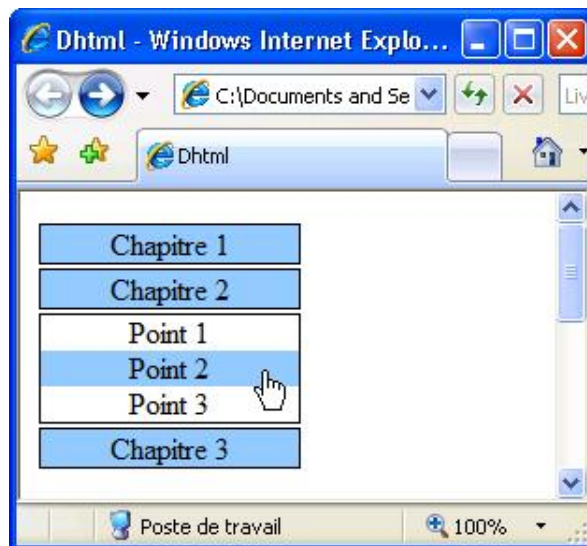 Dhtml - Windows Internet Explo...
C:\Documents and Se
Liv
Dhtml
Chapitre 1
Chapitre 2
Point 1
Point 2
Point 3
Chapitre 3
Poste de travail
100%